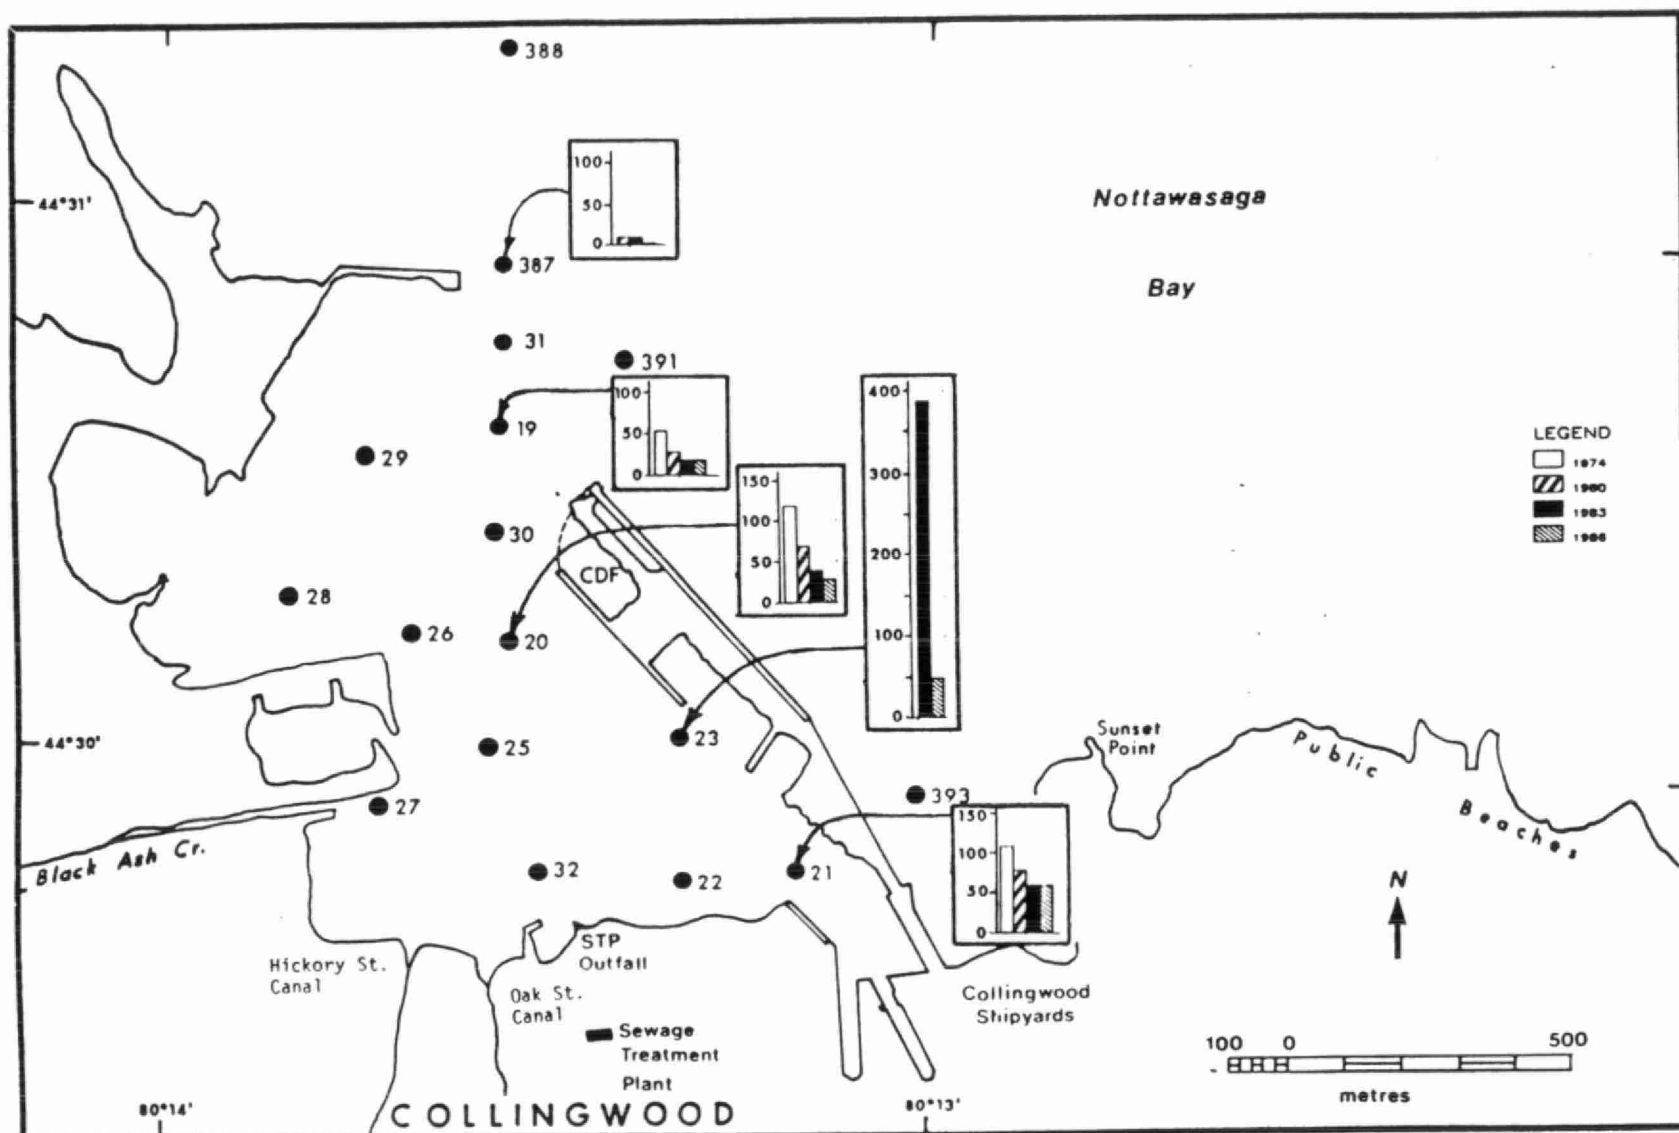 388
100
50
0
44°31'
Nottawasaga
387
Bay
31
391
400
100
50
0
19
LEGEND
29
1974
300
150
1980
100
1983
50
0
1986
30
200
CDF
28
26
20
100
0
44°30'
25
23
Sunset
Point
Public
Beaches
27
393
150
100
50
0
Black Ash Cr.
32
22
21
N
STP
Outfall
Hickory St.
Canal
Oak St.
Canal
Collingwood
Shipyards
Sewage
Treatment
Plant
100 0 500
metres
80°14'
COLLINGWOOD
80°13'